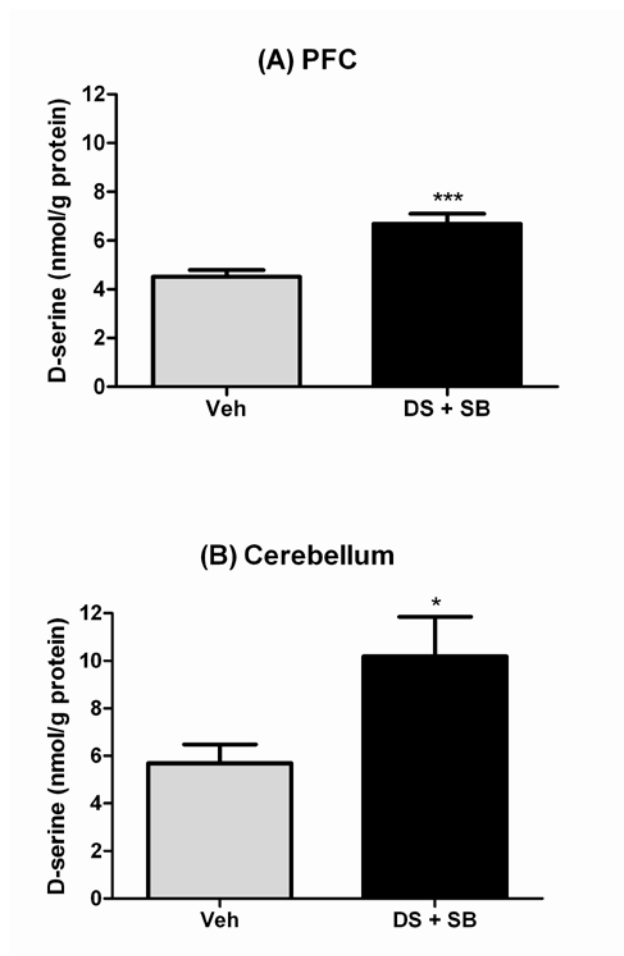 (A) PFC
D-serine (nmol/g protein)
12
10
8
6
4
2
0
***
Veh
DS + SB
(B) Cerebellum
D-serine (nmol/g protein)
12
10
8
6
4
2
0
*
Veh
DS + SB